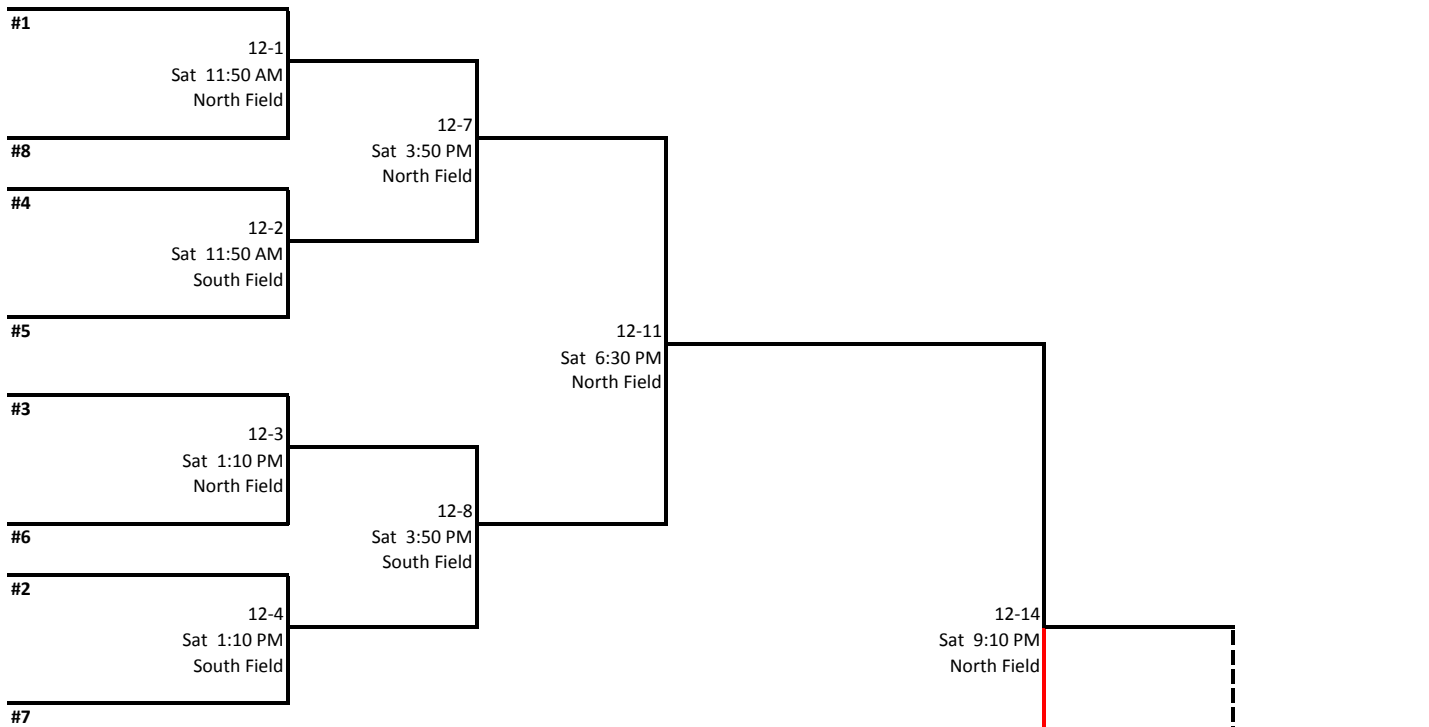 #1
12-1
Sat 11:50 AM
North Field
12-7
#8
Sat 3:50 PM
North Field
#4
12-2
Sat 11:50 AM
South Field
#5
12-11
Sat 6:30 PM
North Field
#3
12-3
Sat 1:10 PM
North Field
12-8
#6
Sat 3:50 PM
South Field
#2
12-4
12-14
Sat 1:10 PM
Sat 9:10 PM
South Field
North Field
#7